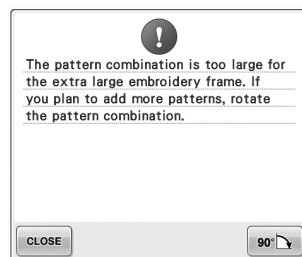 The pattern combination is too large for
the extra large embroidery frame. If
you plan to add more patterns, rotate
the pattern combination.
CLOSE
90°